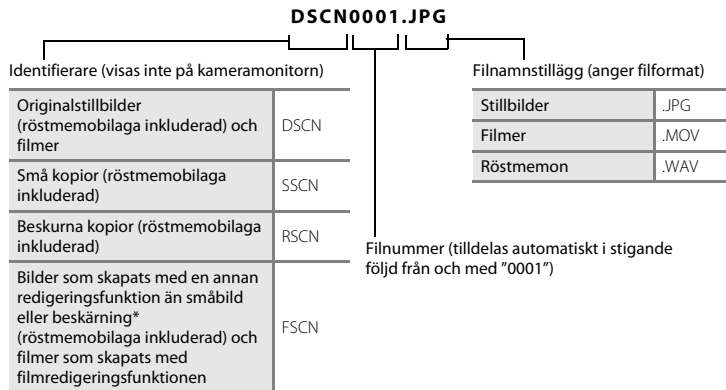 DSCN0001.JPG
Identifierare (visas inte på kameramonitorn)
Originalstillbilder
(röstmemobilaga inkluderad) och
filmer
DSCN
Små kopior (röstmemobilaga
inkluderad)
SSCN
Beskurna kopior (röstmemobilaga
inkluderad)
RSCN
Bilder som skapats med en annan
redigeringsfunktion än småbild
eller beskärning*
(röstmemobilaga inkluderad) och
filmer som skapats med
filmredigeringsfunktionen
FSCN
Filnummer (tilldelas automatiskt i stigande
följd från och med ”0001”)
Filnamnstillägg (anger filformat)
Stillbilder
.JPG
Filmer
.MOV
Röstmemon
.WAV